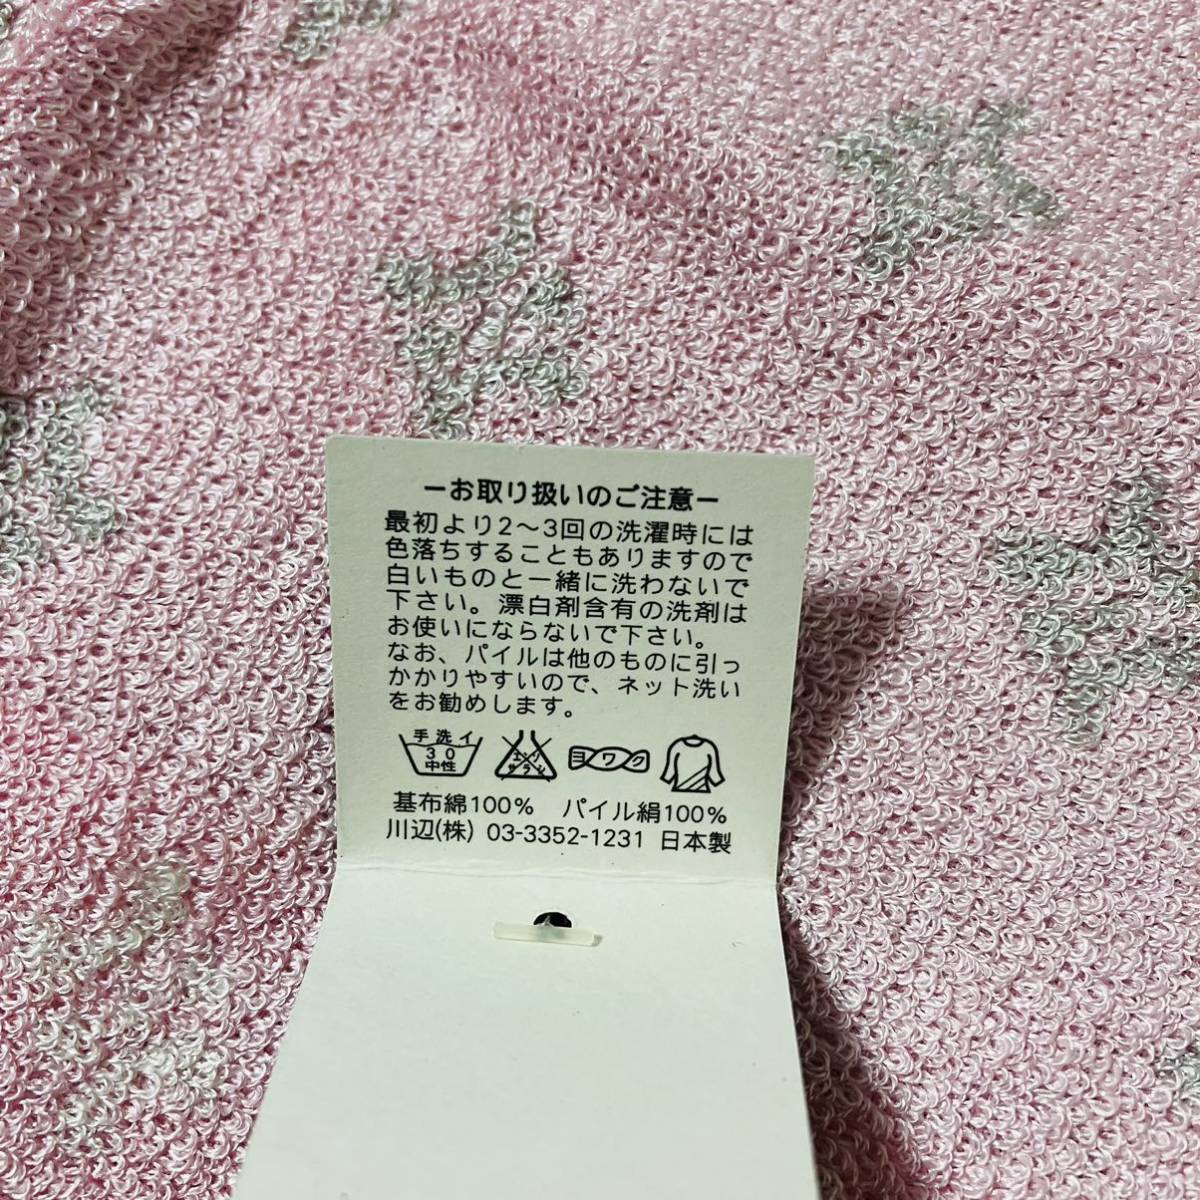 ーお取り扱いのご注意ー
最初より2～3回の洗濯時には
色落ちすることもありますので
白いものと一緒に洗わないで
下さい。漂白剤含有の洗剤は
お使いにならないで下さい。
なお、パイルは他のものに引っ
かかりやすいので、ネット洗い
をお勧めします。
手洗イ 30 中性 エンソサラシ ヨワク
基布綿100% パイル絹100%
川辺(株) 03-3352-1231 日本製